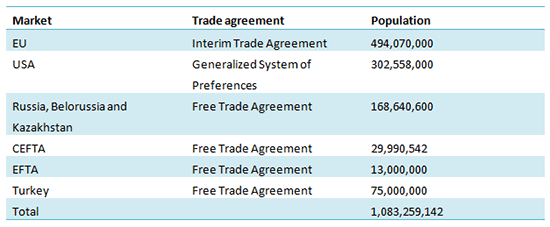 Market Trade agreement Population
EU Interim Trade Agreement 494,070,000
USA Generalized System of 302,558,000
Preferences
Russia, Belorussia and Free Trade Agreement 168,640,600
Kazakhstan
CEFTA Free Trade Agreement 29,990,542
EFTA Free Trade Agreement 13,000,000
Turkey Free Trade Agreement 75,000,000
Total 1,083,259,142